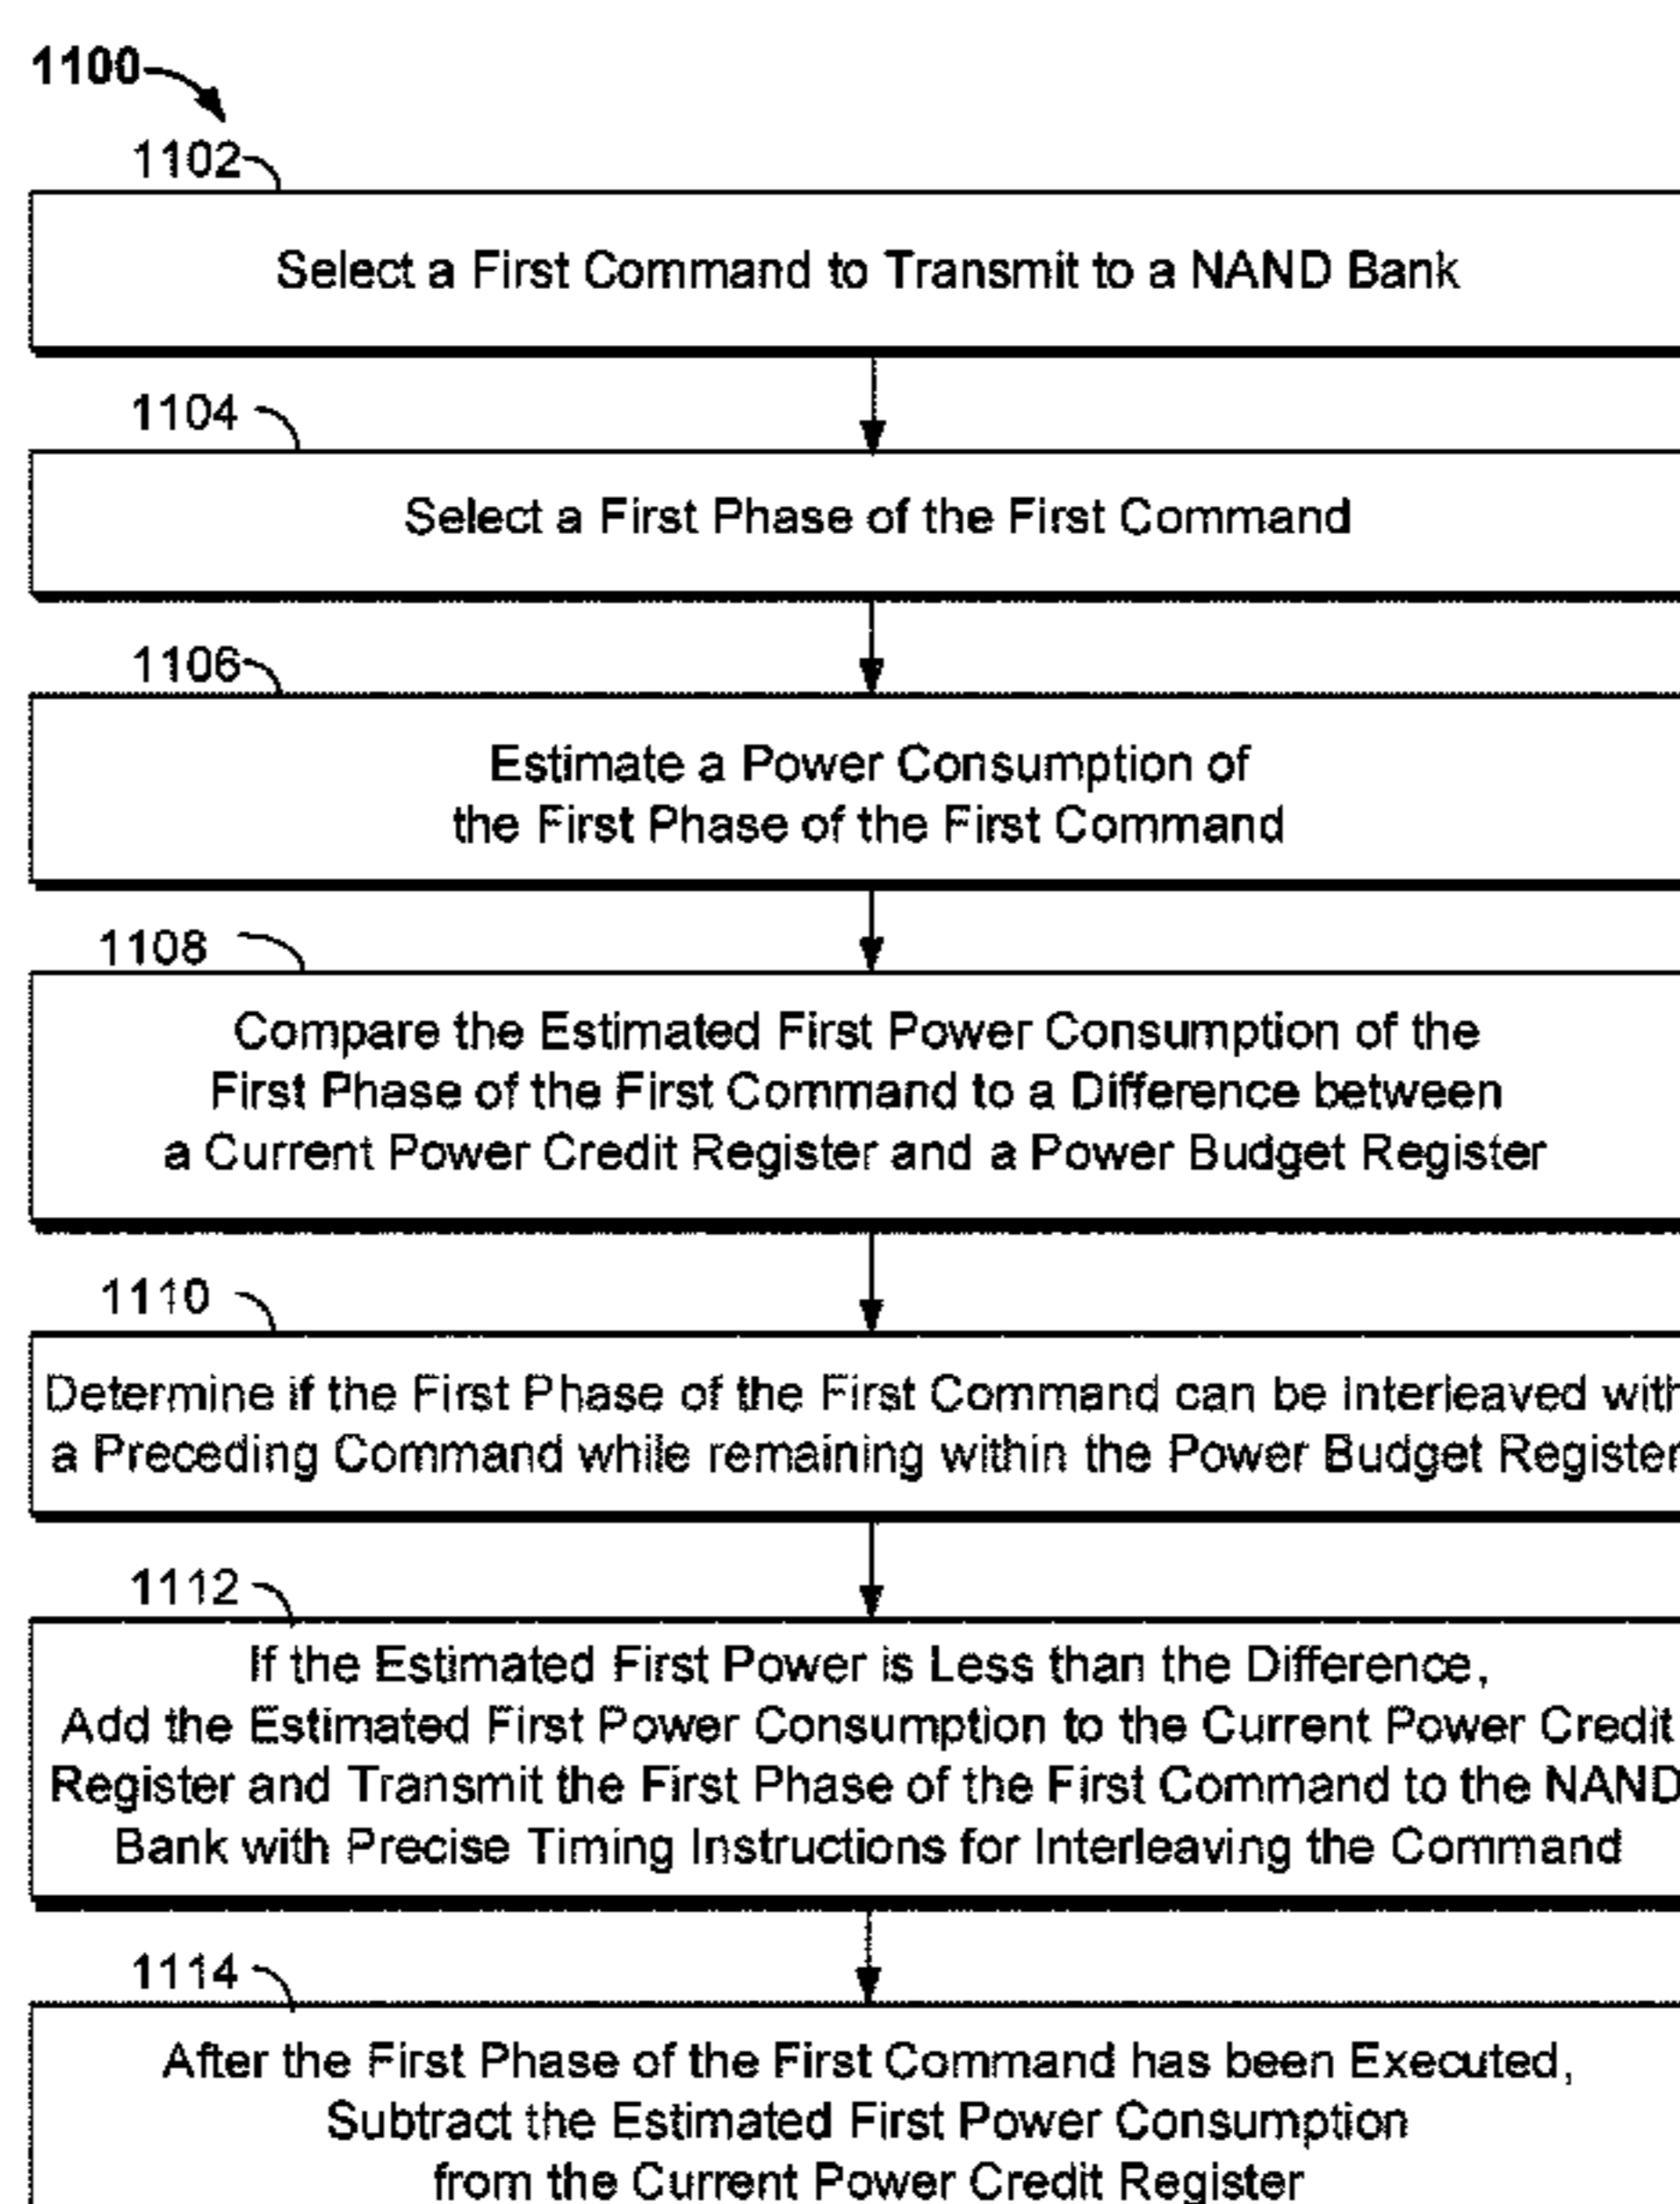 1100
1102
Select a First Command to Transmit to a NAND Bank
1104
Select a First Phase of the First Command
1106
Estimate a Power Consumption of
the First Phase of the First Command
1108
Compare the Estimated First Power Consumption of the
First Phase of the First Command to a Difference between
a Current Power Credit Register and a Power Budget Register
1110
Determine if the First Phase of the First Command can be Interleaved with
a Preceding Command while remaining within the Power Budget Register
1112
If the Estimated First Power is Less than the Difference,
Add the Estimated First Power Consumption to the Current Power Credit
Register and Transmit the First Phase of the First Command to the NAND
Bank with Precise Timing Instructions for Interleaving the Command
1114
After the First Phase of the First Command has been Executed,
Subtract the Estimated First Power Consumption
from the Current Power Credit Register